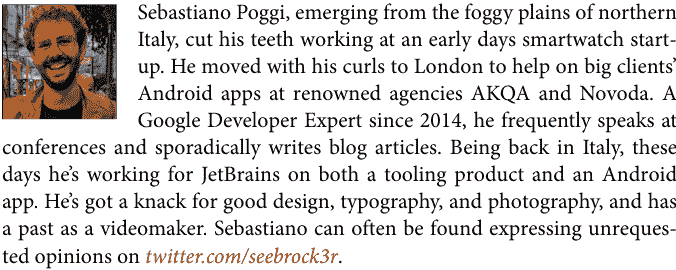 Sebastiano Poggi, emerging from the foggy plains of northern
Italy, cut his teeth working at an early days smartwatch start-
up. He moved with his curls to London to help on big clients’
Android apps at renowned agencies AKQA and Novoda. A
Google Developer Expert since 2014, he frequently speaks at
conferences and sporadically writes blog articles. Being back in Italy, these
days he’s working for JetBrains on both a tooling product and an Android
app. He’s got a knack for good design, typography, and photography, and has
a past as a videomaker. Sebastiano can often be found expressing unreques-
ted opinions on twitter.com/seebrock3r.